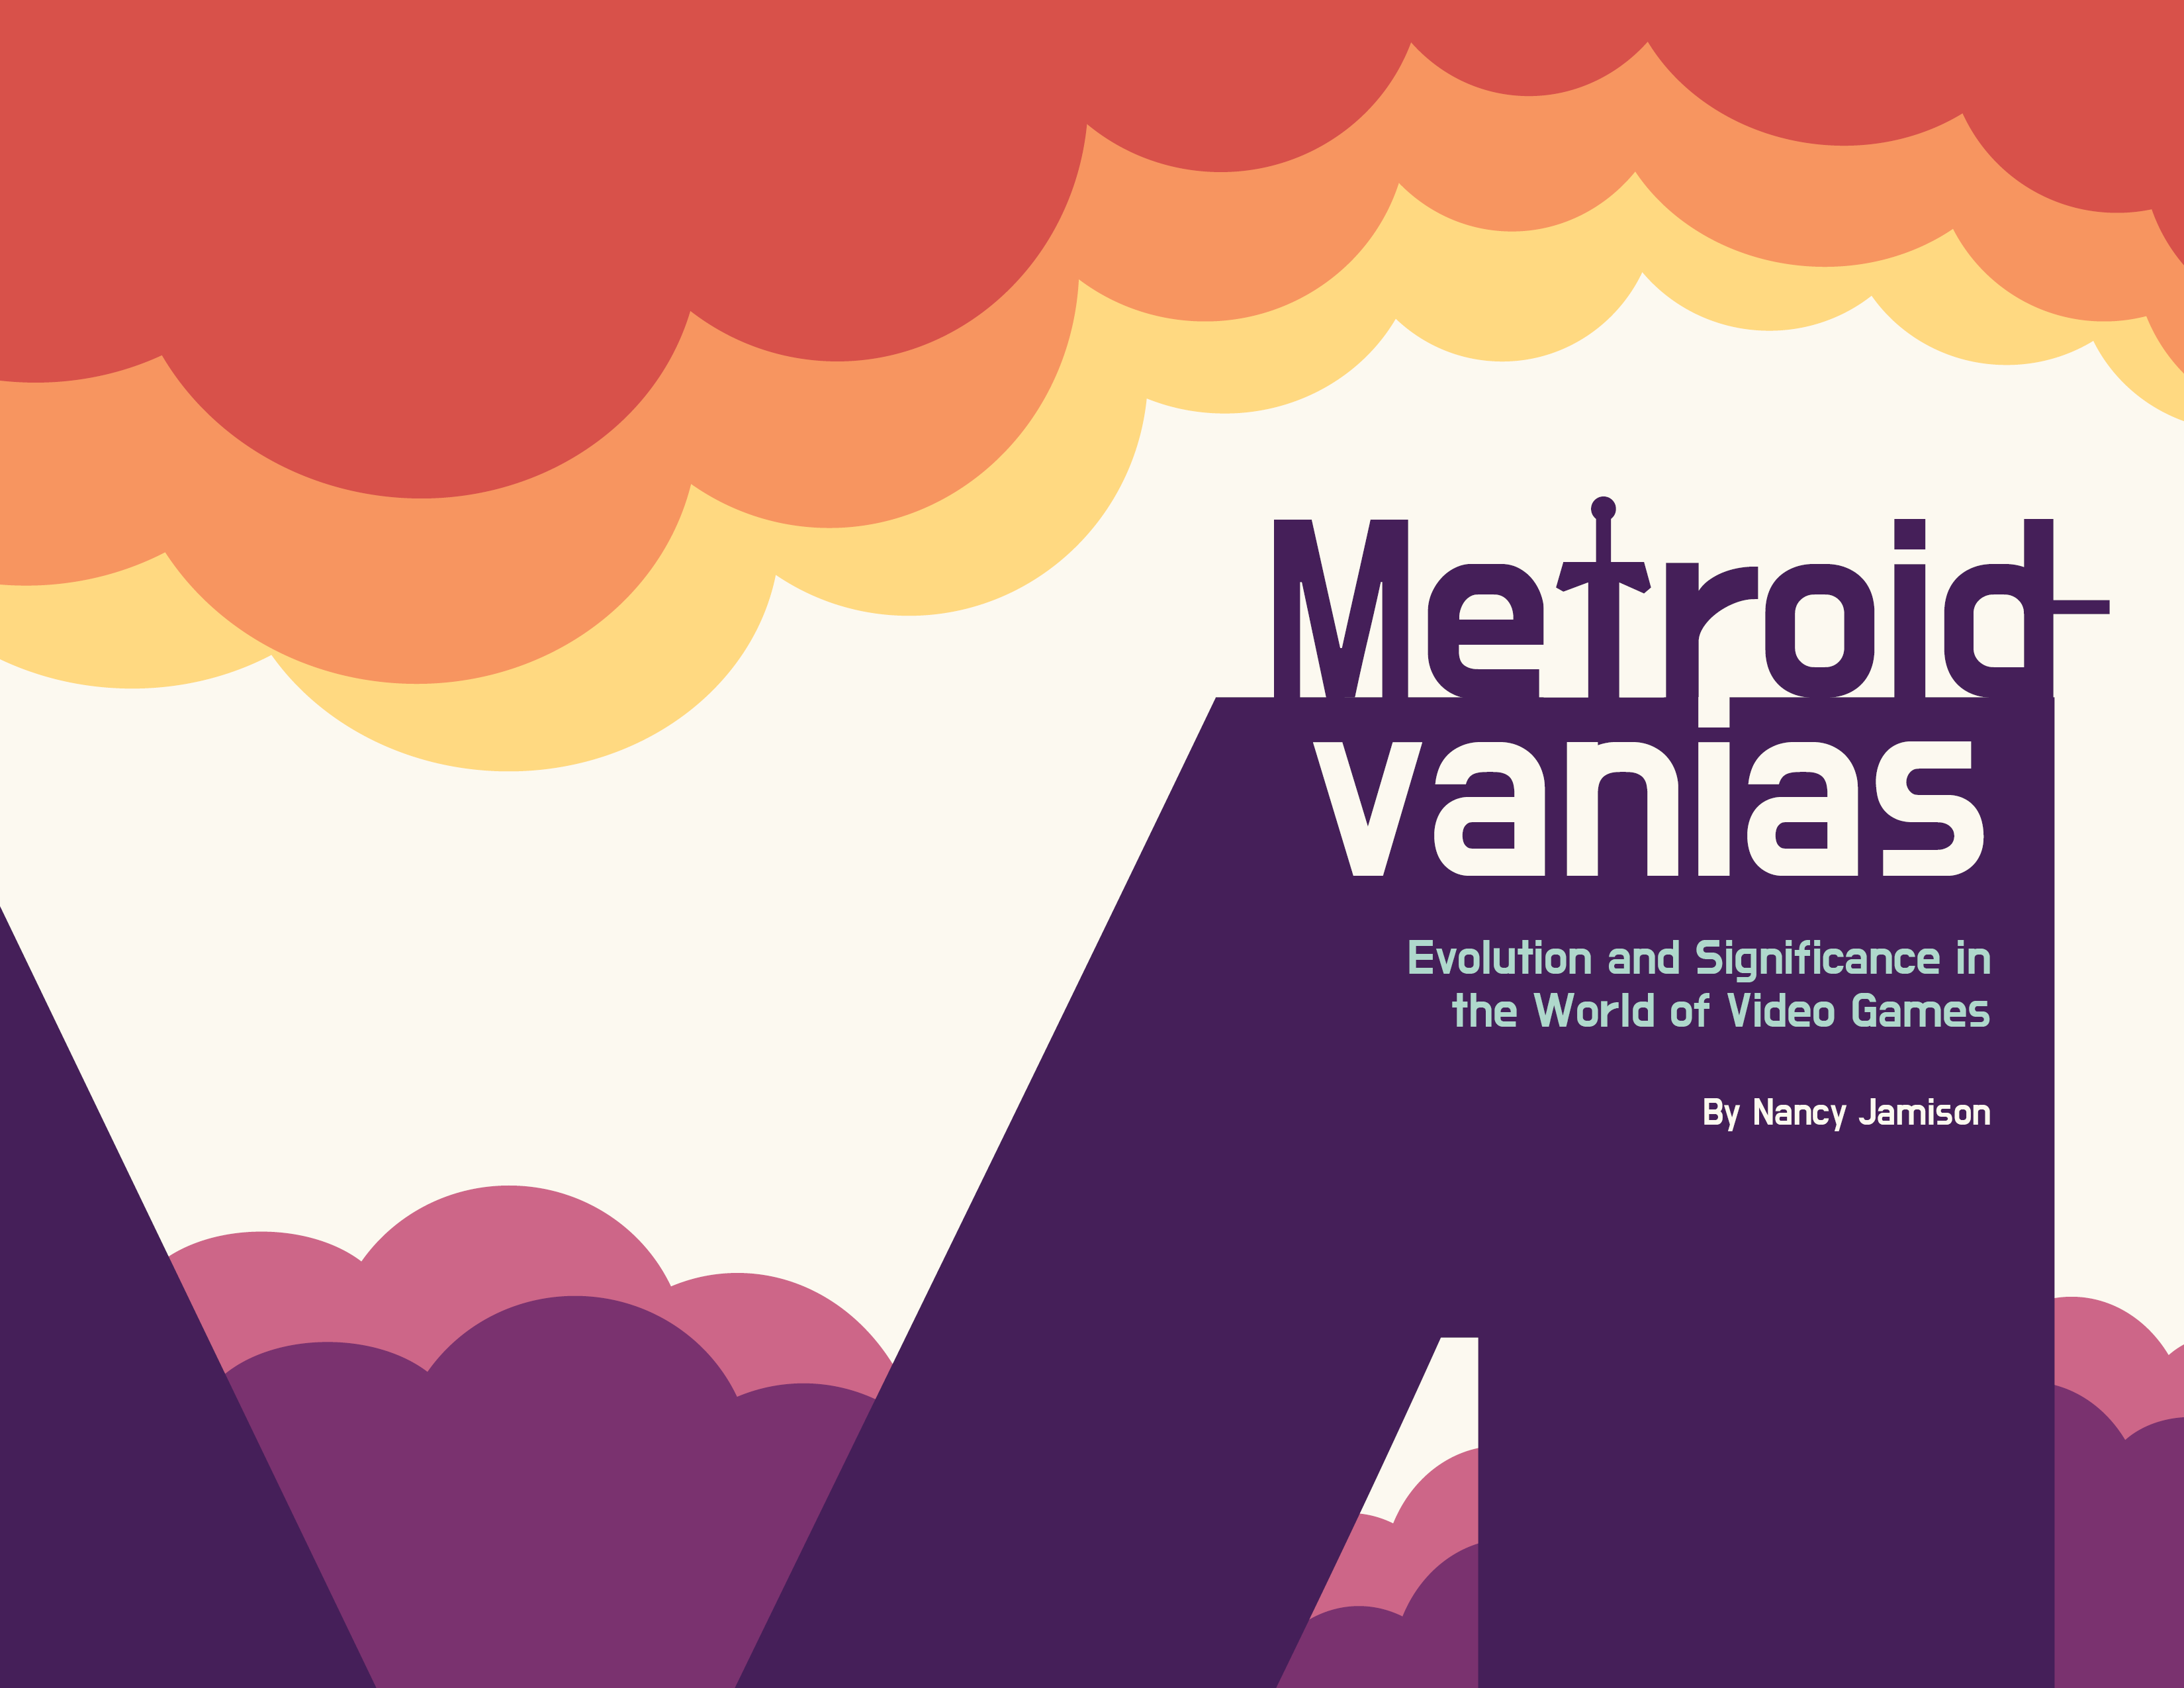 Metroid
vanias
Evolution and Significance in
the World of Video Games
By Nancy Jamison